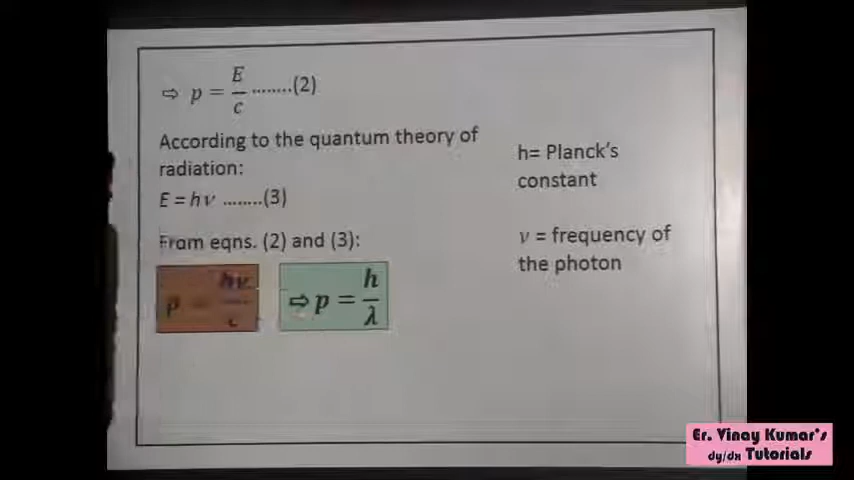 ⇨ p = E/c ........(2)
According to the quantum theory of
radiation:
E = hν ........(3)
From eqns. (2) and (3):
p = hν/c
⇨ p = h/λ
h= Planck's
constant
ν = frequency of
the photon
Er. Vinay Kumar's
dy/dx Tutorials